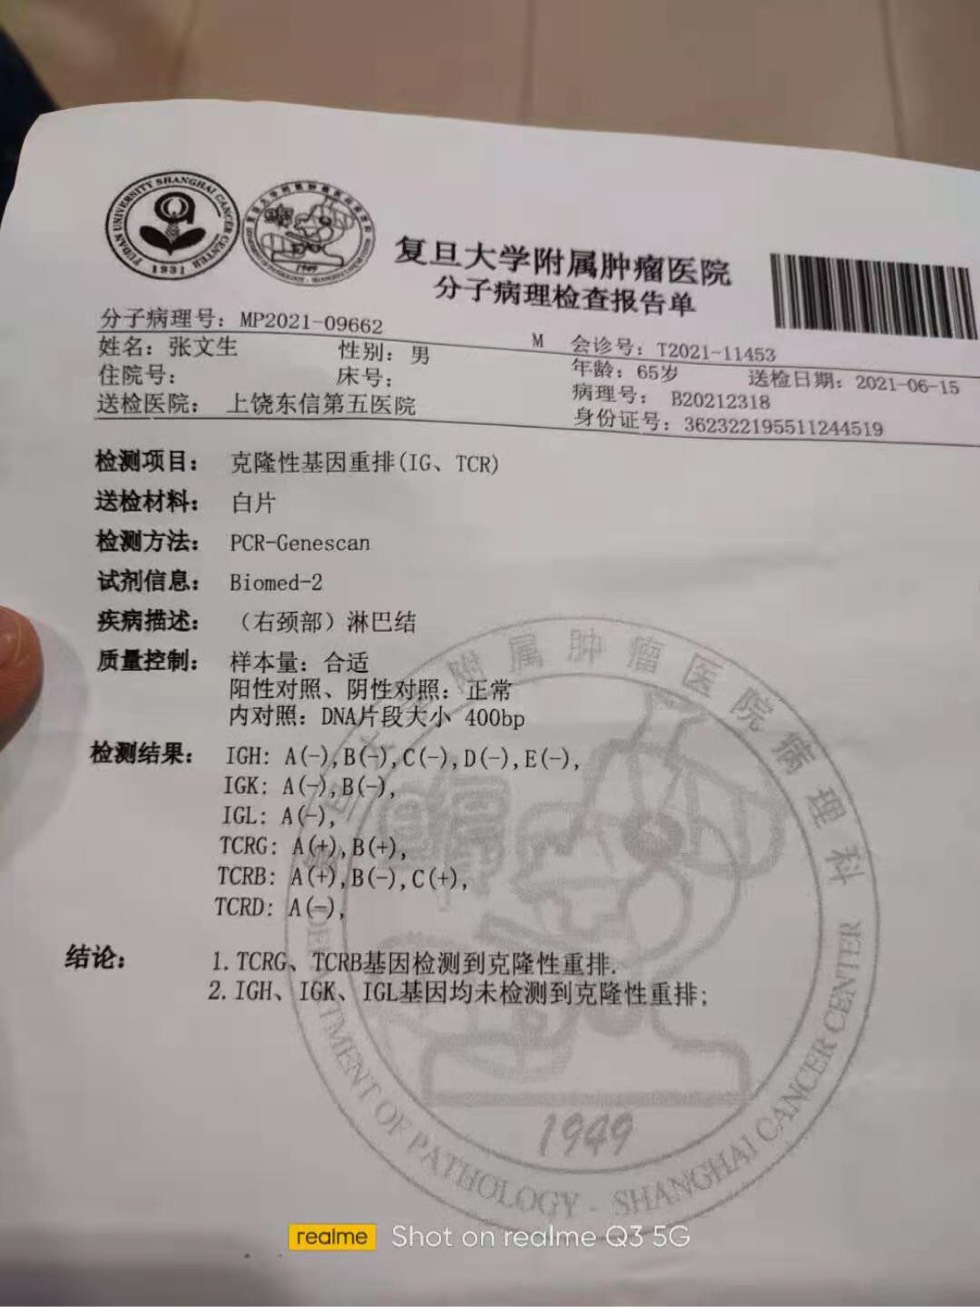 FUDAN UNIVERSITY SHANGHAI CANCER CENTER
1931
1949
复旦大学附属肿瘤医院
分子病理检查报告单
分子病理号: MP2021-09662
M 会诊号: T2021-11453
姓名: 张文生 性别: 男 年龄: 65岁 送检日期: 2021-06-15
住院号: 床号: 病理号: B20212318
送检医院: 上饶东信第五医院 身份证号: 362322195511244519
检测项目: 克隆性基因重排(IG、TCR)
送检材料: 白片
检测方法: PCR-Genescan
试剂信息: Biomed-2
疾病描述: （右颈部）淋巴结
质量控制: 样本量: 合适
阳性对照、阴性对照: 正常
内对照: DNA片段大小 400bp
检测结果: IGH: A(-),B(-),C(-),D(-),E(-),
IGK: A(-),B(-),
IGL: A(-),
TCRG: A(+),B(+),
TCRB: A(+),B(-),C(+),
TCRD: A(-),
结论: 1.TCRG、TCRB基因检测到克隆性重排.
2.IGH、IGK、IGL基因均未检测到克隆性重排;
附属肿瘤医院病理科
DEPARTMENT OF PATHOLOGY - SHANGHAI CANCER CENTER
1949
realme Shot on realme Q3 5G